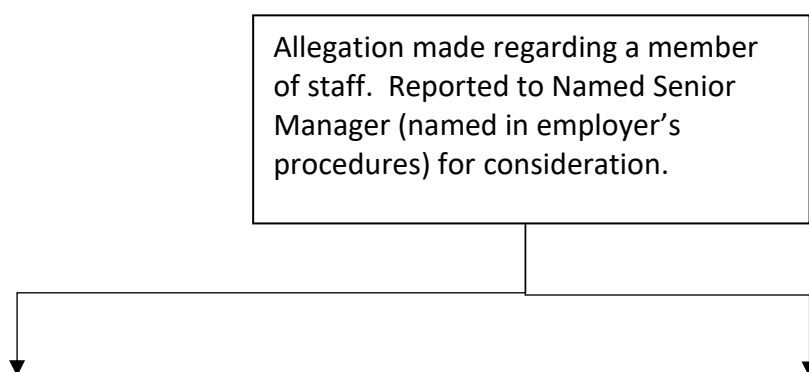 Allegation made regarding a member
of staff.  Reported to Named Senior
Manager (named in employer’s
procedures) for consideration.